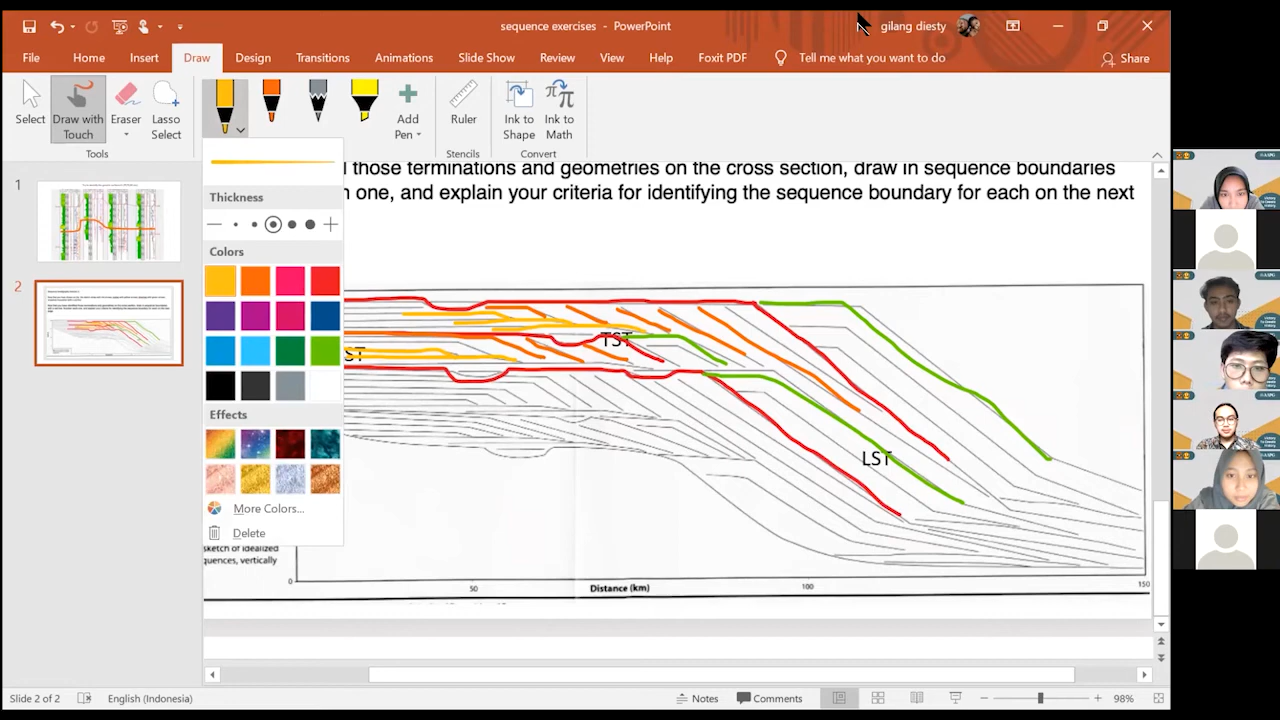 sequence exercises - PowerPoint
gilang diesty
File Home Insert Draw Design Transitions Animations Slide Show Review View Help Foxit PDF Tell me what you want to do Share
Select Draw with Touch Eraser Lasso Select Add Pen Ruler Ink to Shape Ink to Math
Tools Stencils Convert
Thickness
Colors
Effects
More Colors...
Delete
1
2
those terminations and geometries on the cross section, draw in sequence boundaries
one, and explain your criteria for identifying the sequence boundary for each on the next
TST
ST
LST
sketch of idealized
quences, vertically
0
50 Distance (km) 100 150
Slide 2 of 2 English (Indonesia) Notes Comments 98%